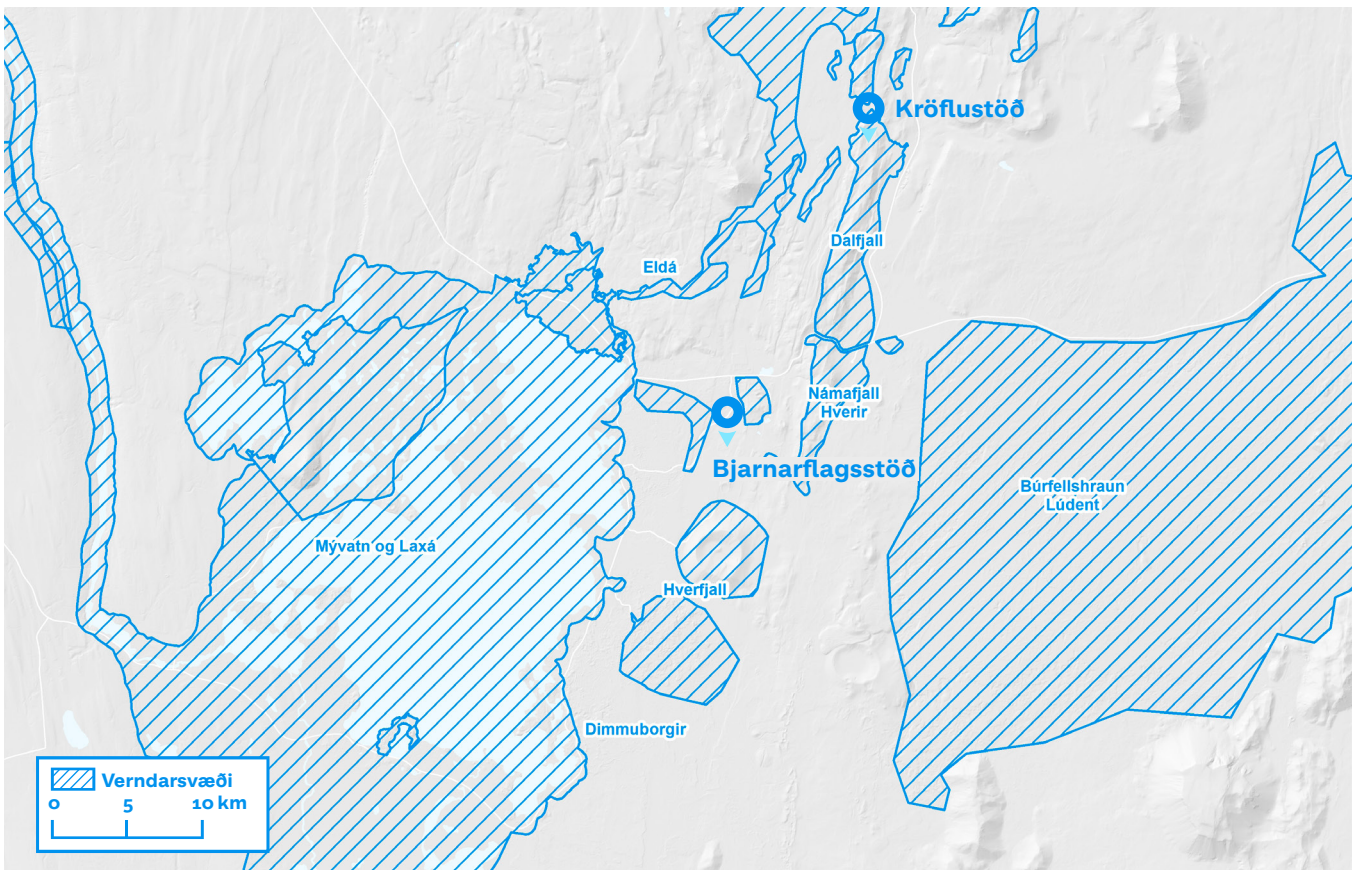 Kröflustöð
Dalfjall
Eldá
Námafjall
Hverir
Bjarnarflagsstöð
Búrfellshraun
Lúdent
Mývatn og Laxá
Hverfjall
Dimmuborgir
Verndarsvæði
0 5 10 km